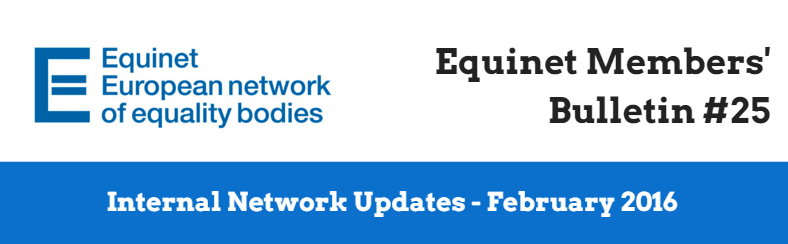 Equinet
European network
of equality bodies
Equinet Members'
Bulletin #25
Internal Network Updates - February 2016